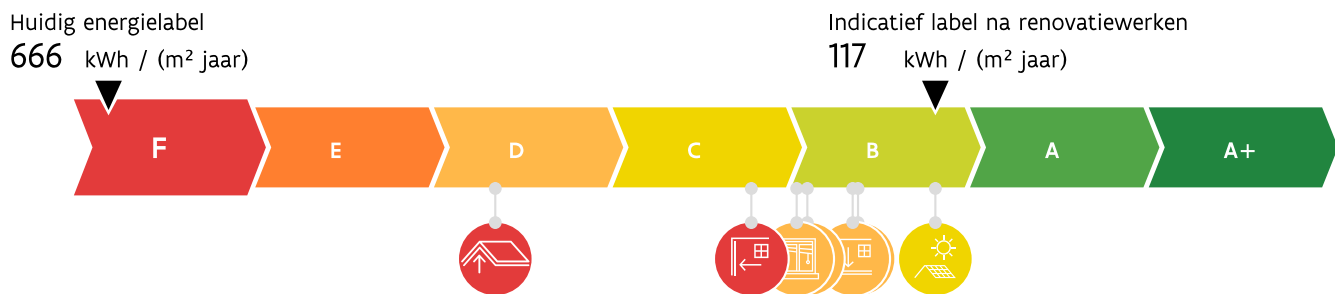 Huidig energielabel
666 kWh / (m² jaar)
Indicatief label na renovatiewerken
117 kWh / (m² jaar)
F E D C B A A+